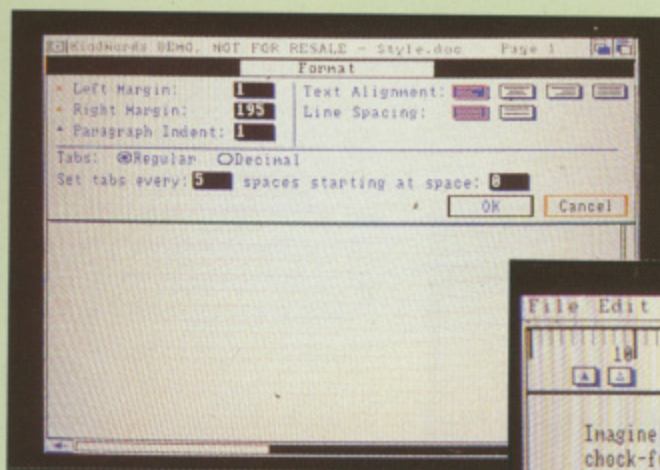 KindWords DEMO, NOT FOR RESALE - Style.doc Page 1
Format
Left Margin: 1
Right Margin: 195
Paragraph Indent: 1
Text Alignment:
Line Spacing:
Tabs: Regular Decimal
Set tabs every: 5 spaces starting at space: 0
OK Cancel
File Edit
10
Imagine
chock-f